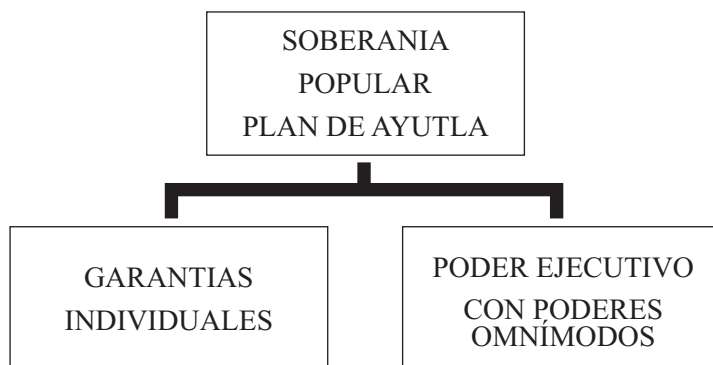 SOBERANIA
POPULAR
PLAN DE AYUTLA
GARANTIAS
INDIVIDUALES
PODER EJECUTIVO
CON PODERES
OMNÍMODOS